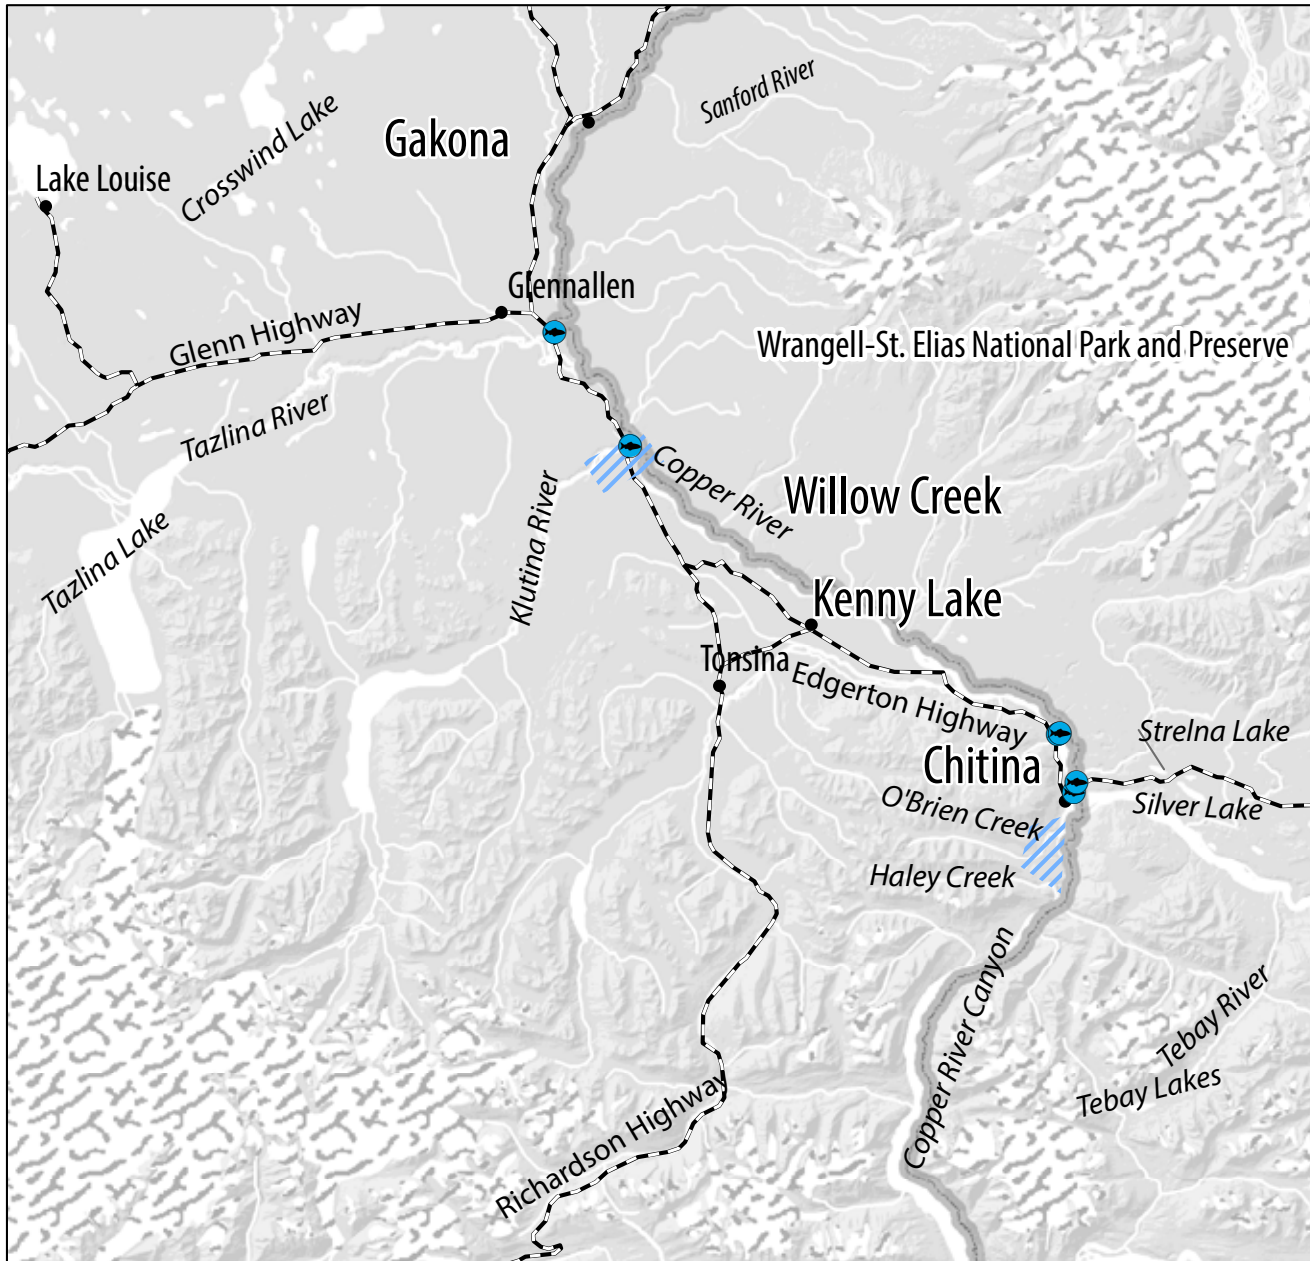 Sanford River
Gakona
Crosswind Lake
Lake Louise
Glennallen
Glenn Highway
Wrangell-St. Elias National Park and Preserve
Tazlina River
Copper River
Willow Creek
Klutina River
Tazlina Lake
Kenny Lake
Tonsina
Edgerton Highway
Strelna Lake
Chitina
Silver Lake
O'Brien Creek
Haley Creek
Copper River Canyon
Tebay River
Tebay Lakes
Richardson Highway